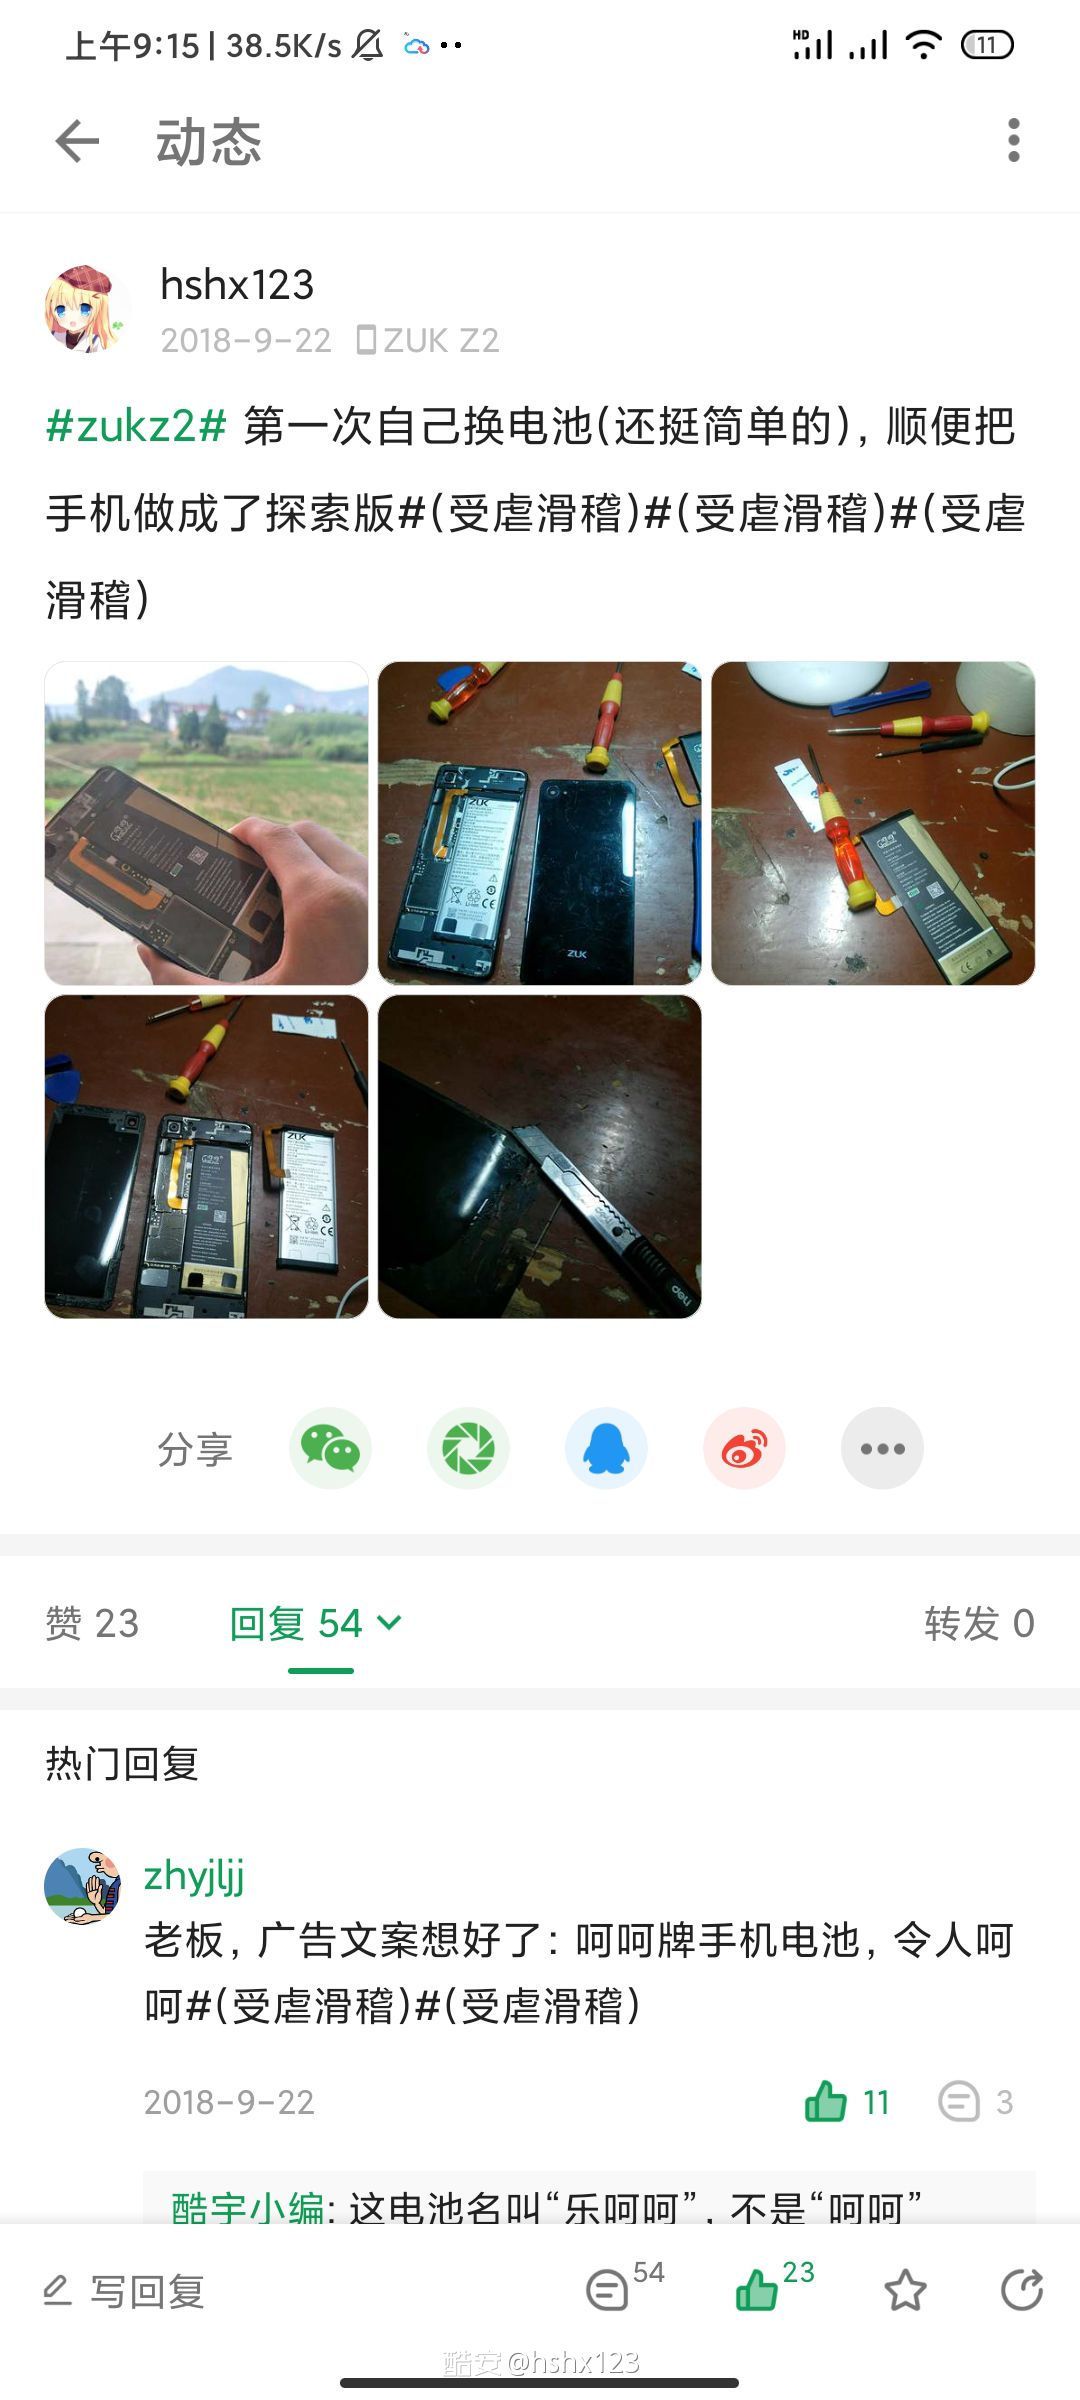 上午9:15 | 38.5K/s
HD
11
动态
hshx123
2018-9-22 ZUK Z2
#zukz2# 第一次自己换电池(还挺简单的), 顺便把
手机做成了探索版#(受虐滑稽)#(受虐滑稽)#(受虐
滑稽)
ZUK
ZUK
ZUK
deli
分享
赞 23
回复 54
转发 0
热门回复
zhyjljj
老板, 广告文案想好了: 呵呵牌手机电池, 令人呵
呵#(受虐滑稽)#(受虐滑稽)
2018-9-22
11
3
酷宇小编: 这电池名叫“乐呵呵”, 不是“呵呵”
写回复
54
23
酷安 @hshx123